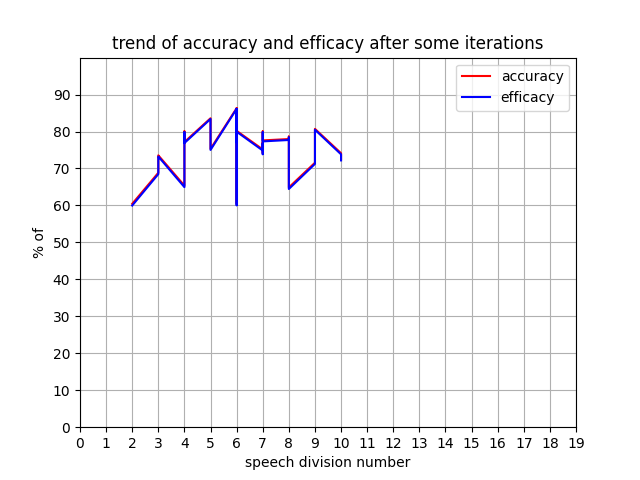 trend of accuracy and efficacy after some iterations
accuracy
efficacy
90
80
70
60
50
40
30
20
10
0
% of
0 1 2 3 4 5 6 7 8 9 10 11 12 13 14 15 16 17 18 19
speech division number